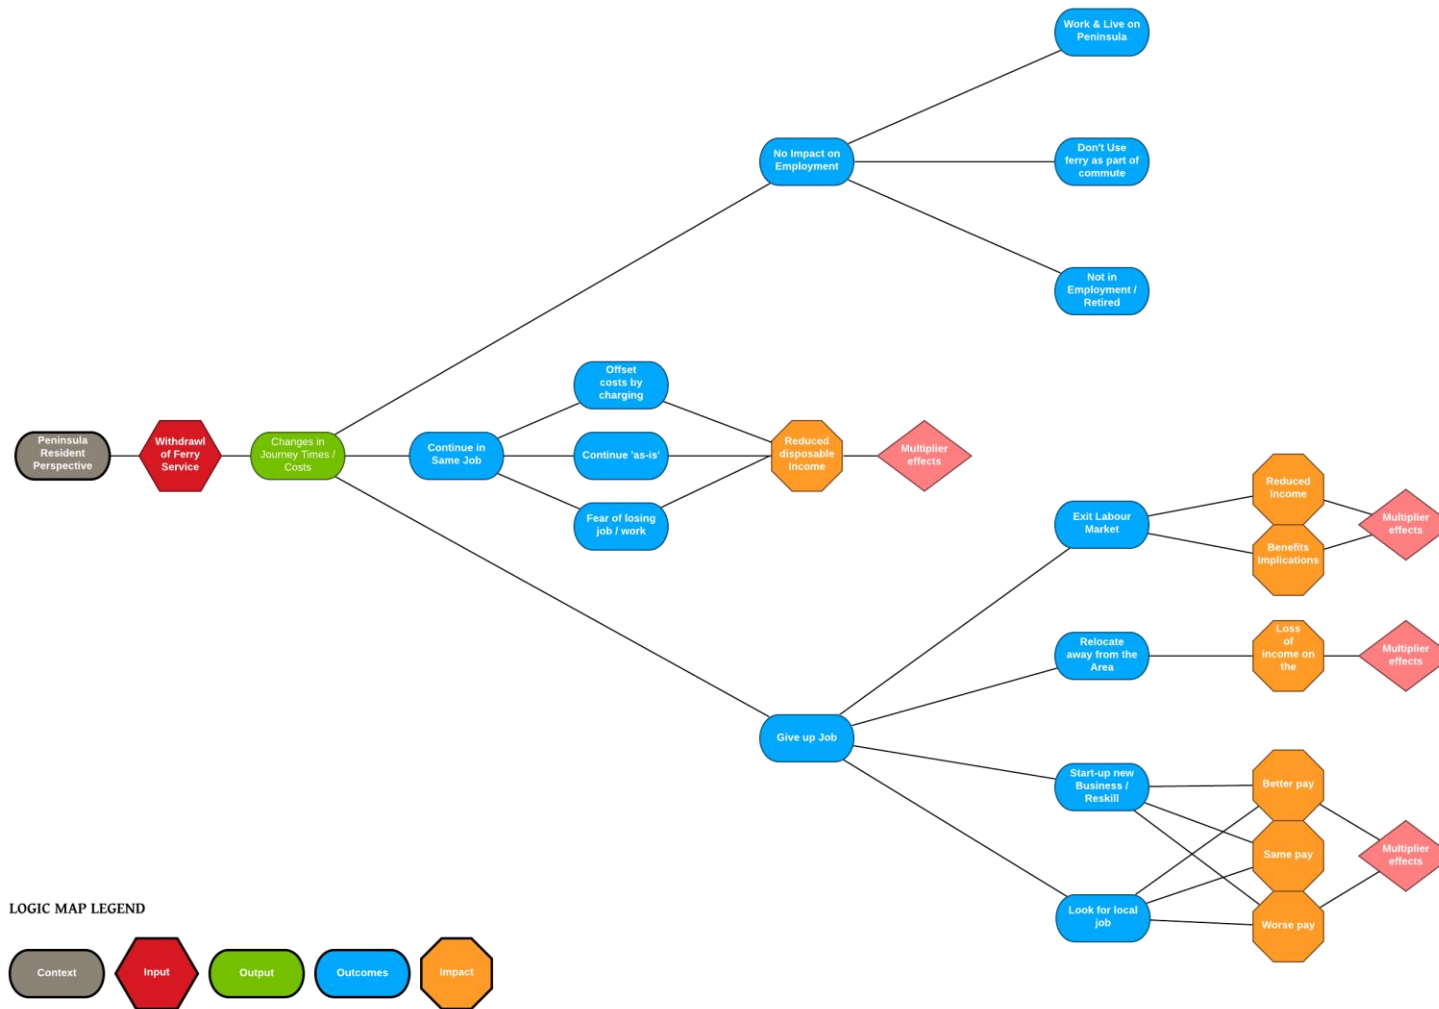 Work & Live on
Peninsula
No Impact on
Employment
Don't Use
ferry as part of
commute
Not in
Employment /
Retired
Offset
costs by
charging
Peninsula
Resident
Perspective
Withdrawl
of Ferry
Service
Changes in
Journey Times /
Costs
Continue in
Same Job
Continue 'as-is'
Reduced
disposable
Income
Multiplier
effects
Fear of losing
job / work
Exit Labour
Market
Reduced
Income
Benefits
Implications
Multiplier
effects
Relocate
away from the
Area
Loss
of
income on
the
Multiplier
effects
Give up Job
Start-up new
Business /
Reskill
Better pay
Same pay
Multiplier
effects
Look for local
job
Worse pay
LOGIC MAP LEGEND
Context
Input
Output
Outcomes
Impact